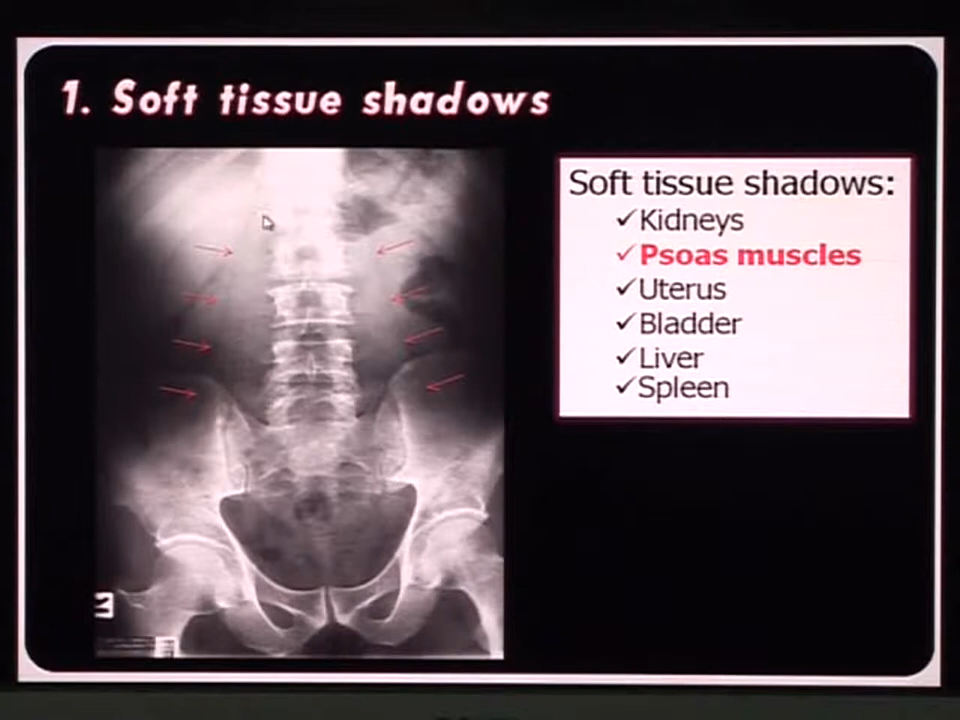 1. Soft tissue shadows
Soft tissue shadows:
✓Kidneys
✓Psoas muscles
✓Uterus
✓Bladder
✓Liver
✓Spleen